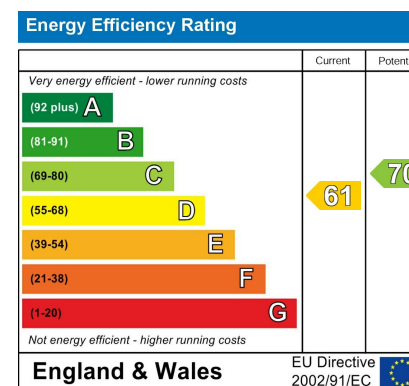 Energy Efficiency Rating
Current
Very energy efficient - lower running costs
(92 plus) A
(81-91) B
(69-80) C
70
(55-68) D
61
(39-54) E
(21-38) F
(1-20) G
Not energy efficient - higher running costs
England & Wales
EU Directive
2002/91/EC